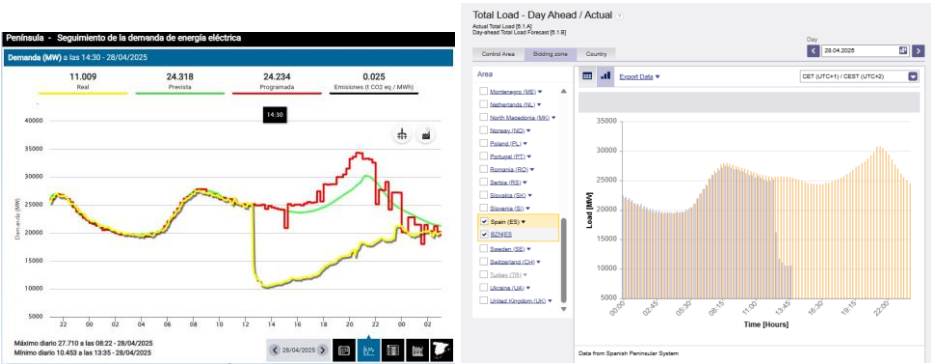 Península - Seguimiento de la demanda de energía eléctrica
Demanda (MW) a las 14:30 - 28/04/2025
11.009 24.318 24.234 0.025
Real Prevista Programada Emisiones (t CO2 eq / MWh)
14:30
40000
35000
30000
25000
20000
15000
10000
5000
Demanda (MW)
22 00 02 04 06 08 10 12 14 16 18 20 22 00 02
Máximo diario 27.710 a las 08:22 - 28/04/2025
Mínimo diario 10.453 a las 13:35 - 28/04/2025
28/04/2025
Total Load - Day Ahead / Actual
Actual Total Load [6.1.A]
Day-ahead Total Load Forecast [6.1.B]
Control Area Bidding zone Country
Day
28.04.2025
Area
Export Data
CET (UTC+1) / CEST (UTC+2)
Montenegro (ME)
Netherlands (NL)
North Macedonia (MK)
Norway (NO)
Poland (PL)
Portugal (PT)
Romania (RO)
Serbia (RS)
Slovakia (SK)
Slovenia (SI)
Spain (ES)
BZN|ES
Sweden (SE)
Switzerland (CH)
Turkey (TR)
Ukraine (UA)
United Kingdom (UK)
35000
30000
25000
20000
15000
10000
5000
Load [MW]
00:00 02:45 05:30 08:15 11:00 13:45 16:30 19:15 22:00
Time [Hours]
Data from Spanish Peninsular System